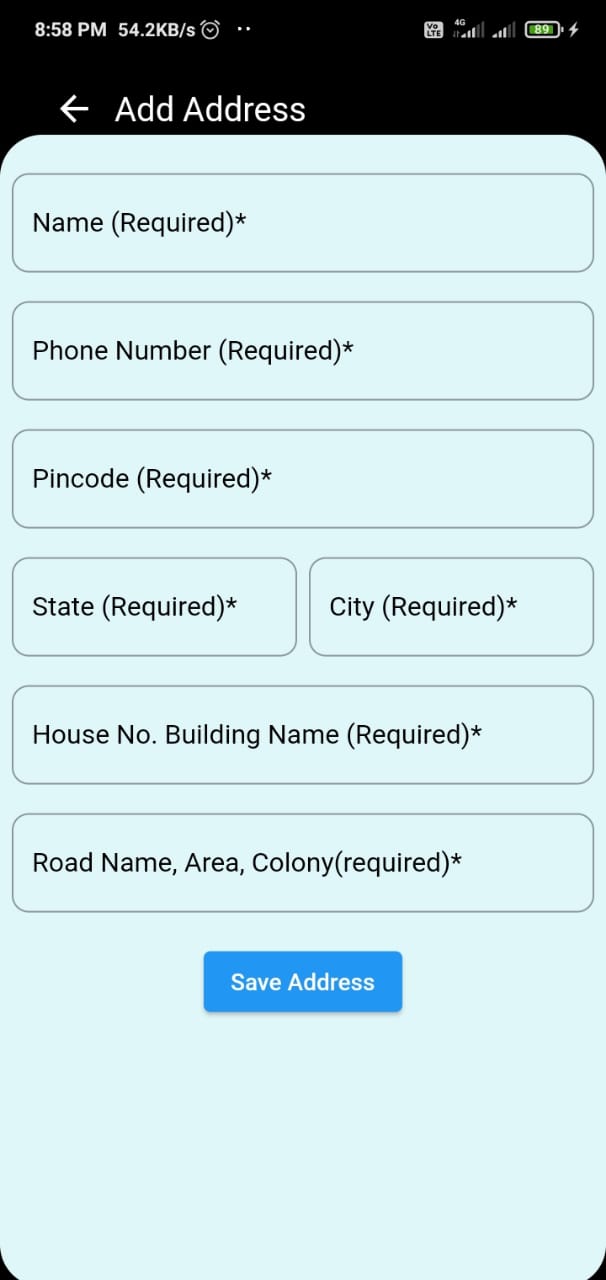 8:58 PM 54.2KB/s
Vo LTE 4G 89
Add Address
Name (Required)*
Phone Number (Required)*
Pincode (Required)*
State (Required)* City (Required)*
House No. Building Name (Required)*
Road Name, Area, Colony(required)*
Save Address